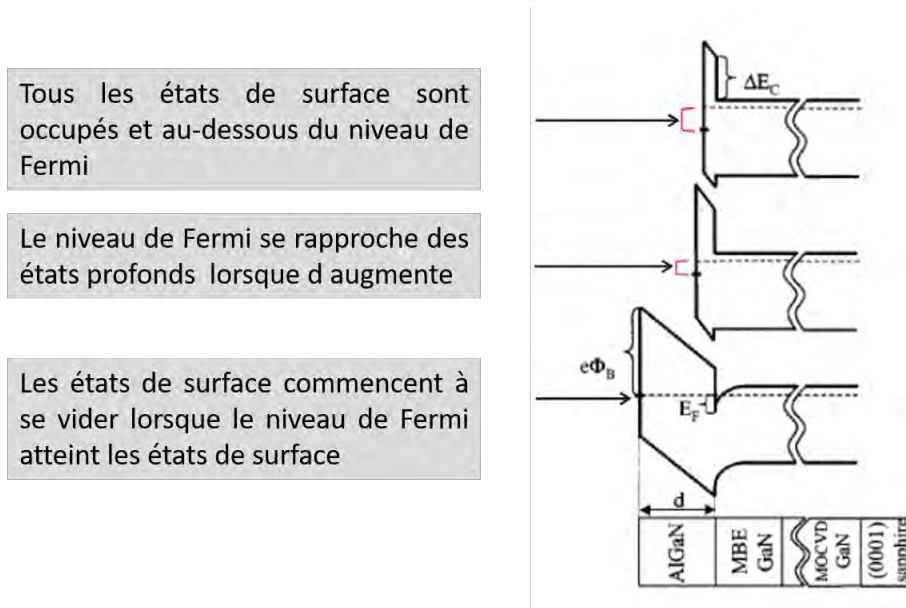 Tous les états de surface sont
occupés et au-dessous du niveau de
Fermi
Le niveau de Fermi se rapproche des
états profonds lorsque d augmente
Les états de surface commencent à
se vider lorsque le niveau de Fermi
atteint les états de surface
ΔE_C
eΦ_B
E_F
d
AlGaN
MBE
GaN
MOCVD
GaN
(0001)
sapphire